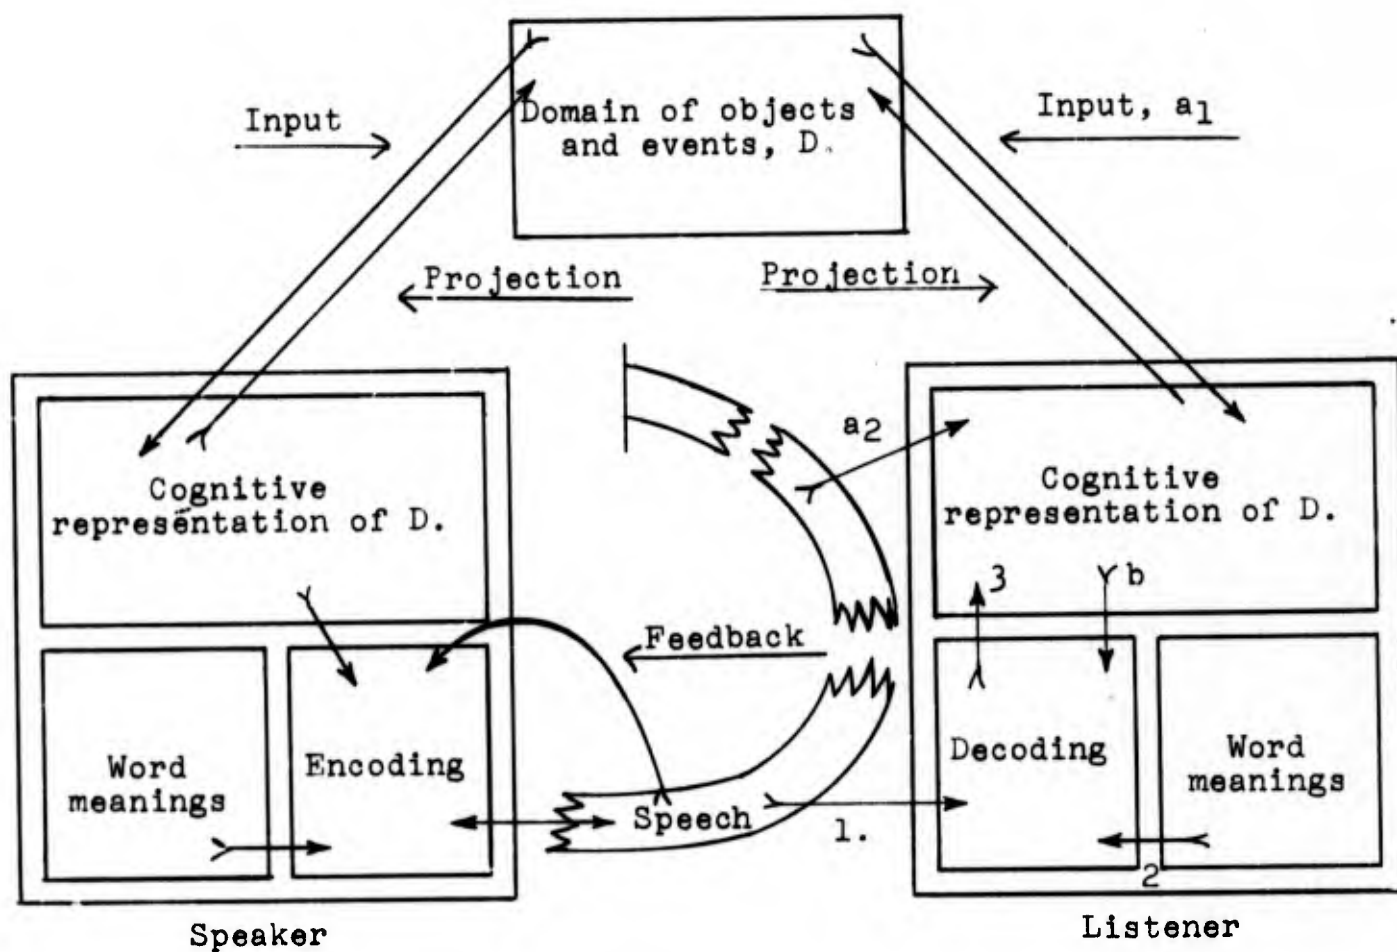 Domain of objects
and events, D.
Input
Input, a1
Projection
Projection
Cognitive
representation of D.
a2
Cognitive
representation of D.
3
b
Feedback
Word
meanings
Encoding
Speech
1.
Decoding
Word
meanings
2
Speaker
Listener